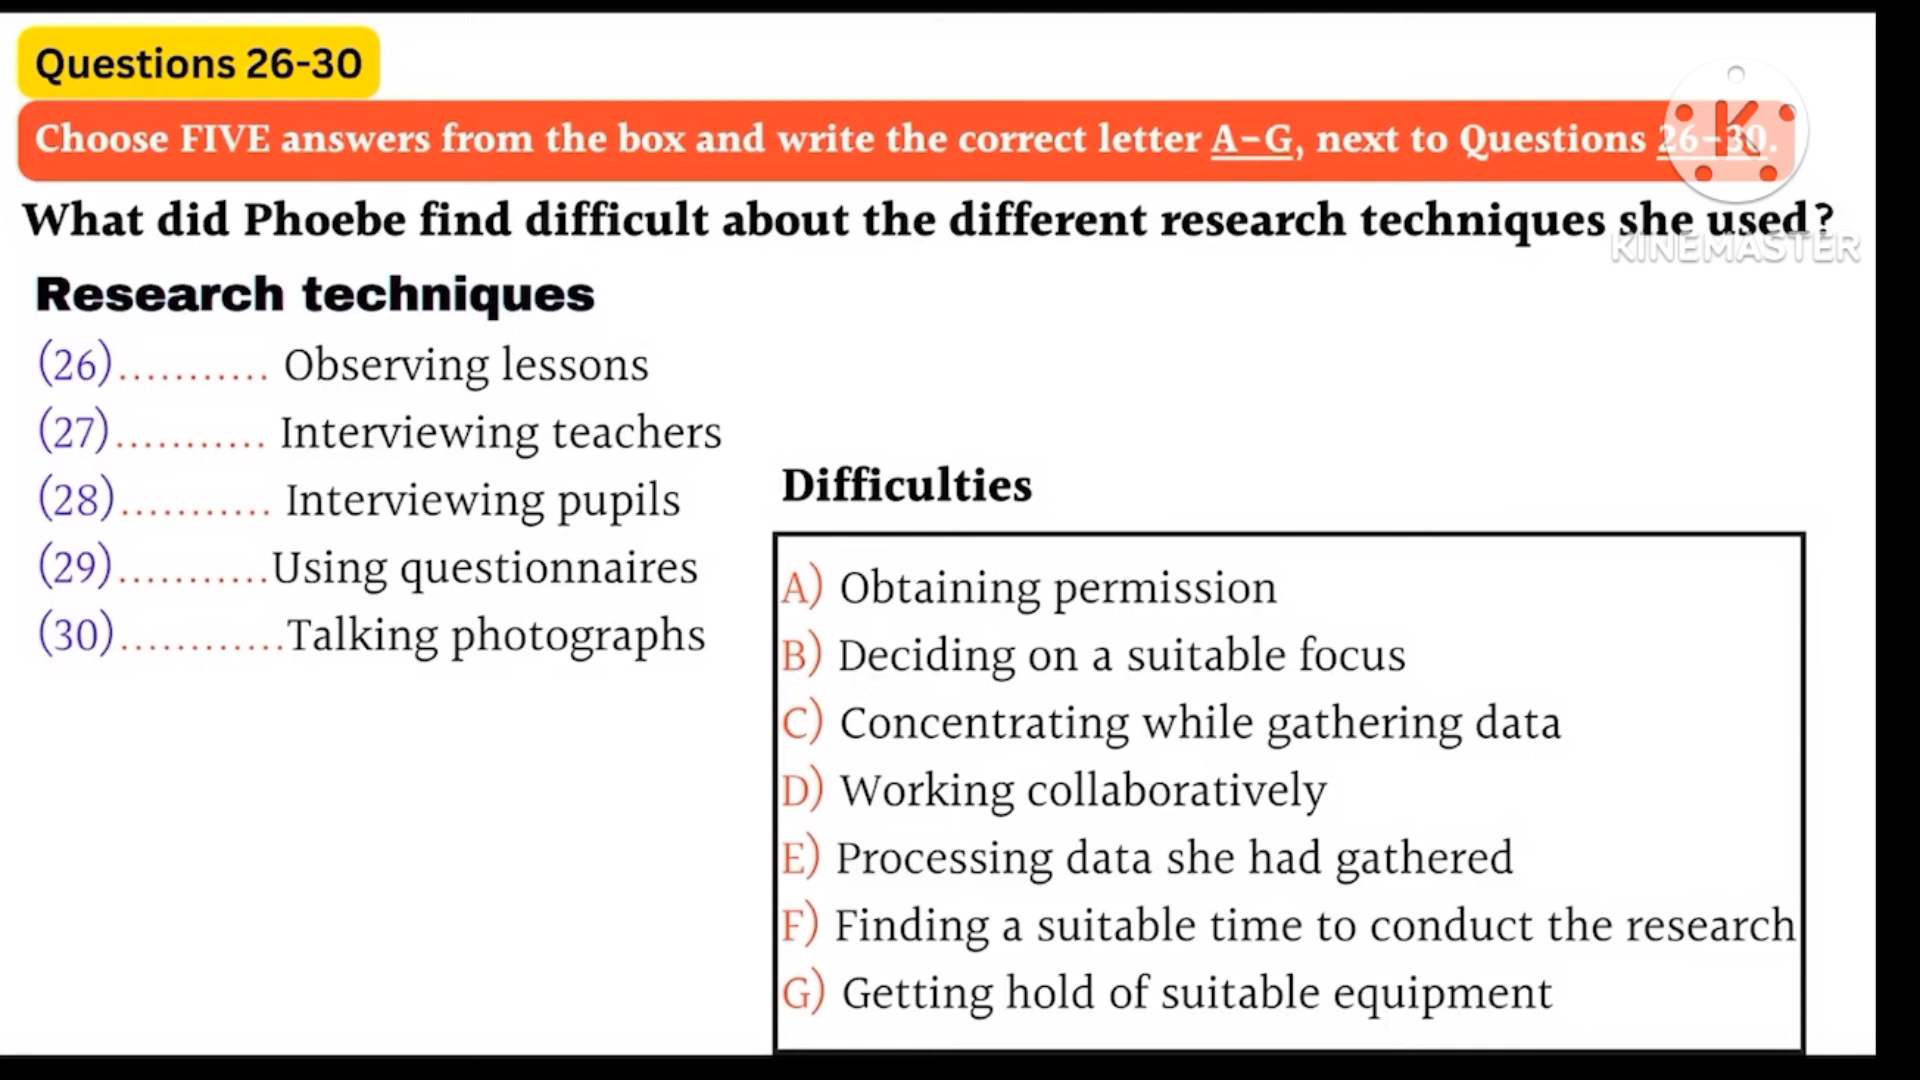 Questions 26-30
Choose FIVE answers from the box and write the correct letter A-G, next to Questions 26-30.
What did Phoebe find difficult about the different research techniques she used?
K
KINEMASTER
Research techniques
(26)........... Observing lessons
(27)........... Interviewing teachers
(28)........... Interviewing pupils
(29)...........Using questionnaires
(30)............Talking photographs
Difficulties
A) Obtaining permission
B) Deciding on a suitable focus
C) Concentrating while gathering data
D) Working collaboratively
E) Processing data she had gathered
F) Finding a suitable time to conduct the research
G) Getting hold of suitable equipment